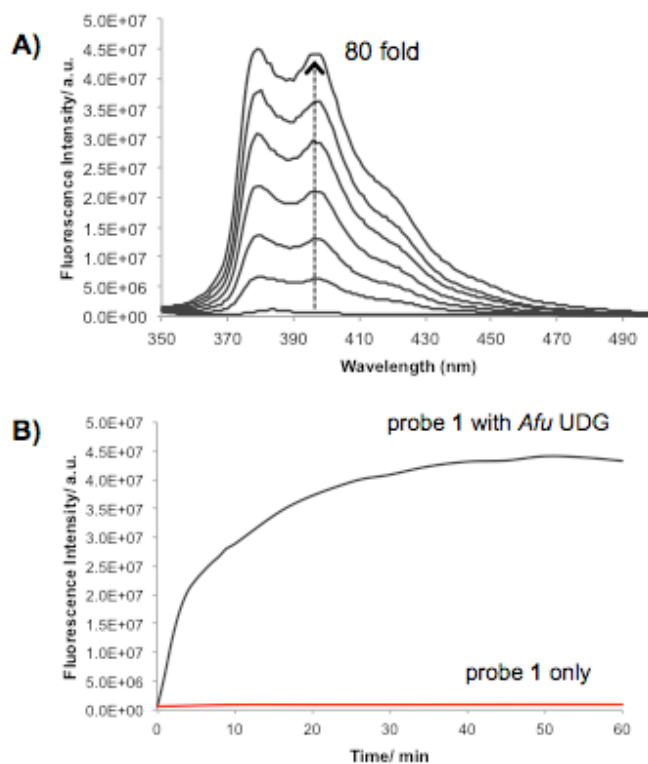 A)
80 fold
Fluorescence Intensity/ a.u.
5.0E+07
4.5E+07
4.0E+07
3.5E+07
3.0E+07
2.5E+07
2.0E+07
1.5E+07
1.0E+07
5.0E+06
0.0E+00
350 370 390 410 430 450 470 490
Wavelength (nm)
B)
probe 1 with Afu UDG
Fluorescence Intensity/ a.u.
5.0E+07
4.5E+07
4.0E+07
3.5E+07
3.0E+07
2.5E+07
2.0E+07
1.5E+07
1.0E+07
5.0E+06
0.0E+00
probe 1 only
0 10 20 30 40 50 60
Time/ min